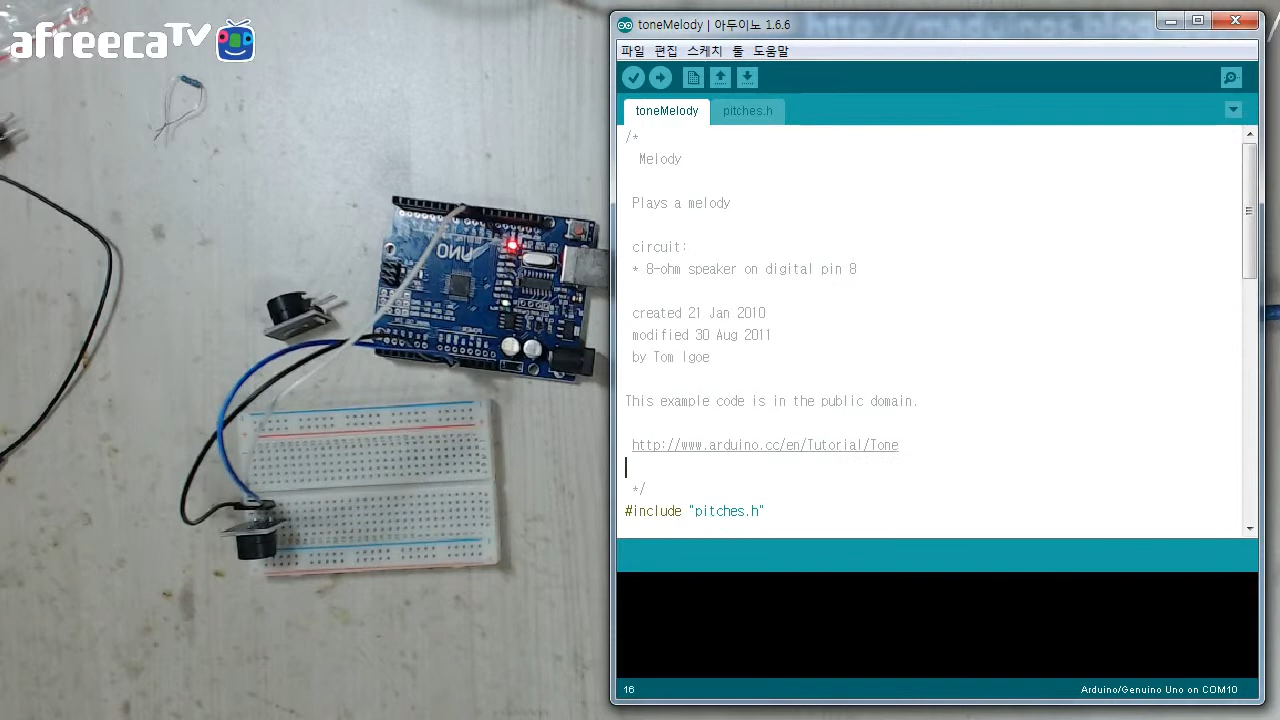 afreecaTV
toneMelody | 아두이노 1.6.6
파일 편집 스케치 툴 도움말
toneMelody pitches.h
/*
Melody
Plays a melody
circuit:
* 8-ohm speaker on digital pin 8
created 21 Jan 2010
modified 30 Aug 2011
by Tom Igoe
This example code is in the public domain.
http://www.arduino.cc/en/Tutorial/Tone
*/
#include "pitches.h"
16
Arduino/Genuino Uno on COM10
UNO